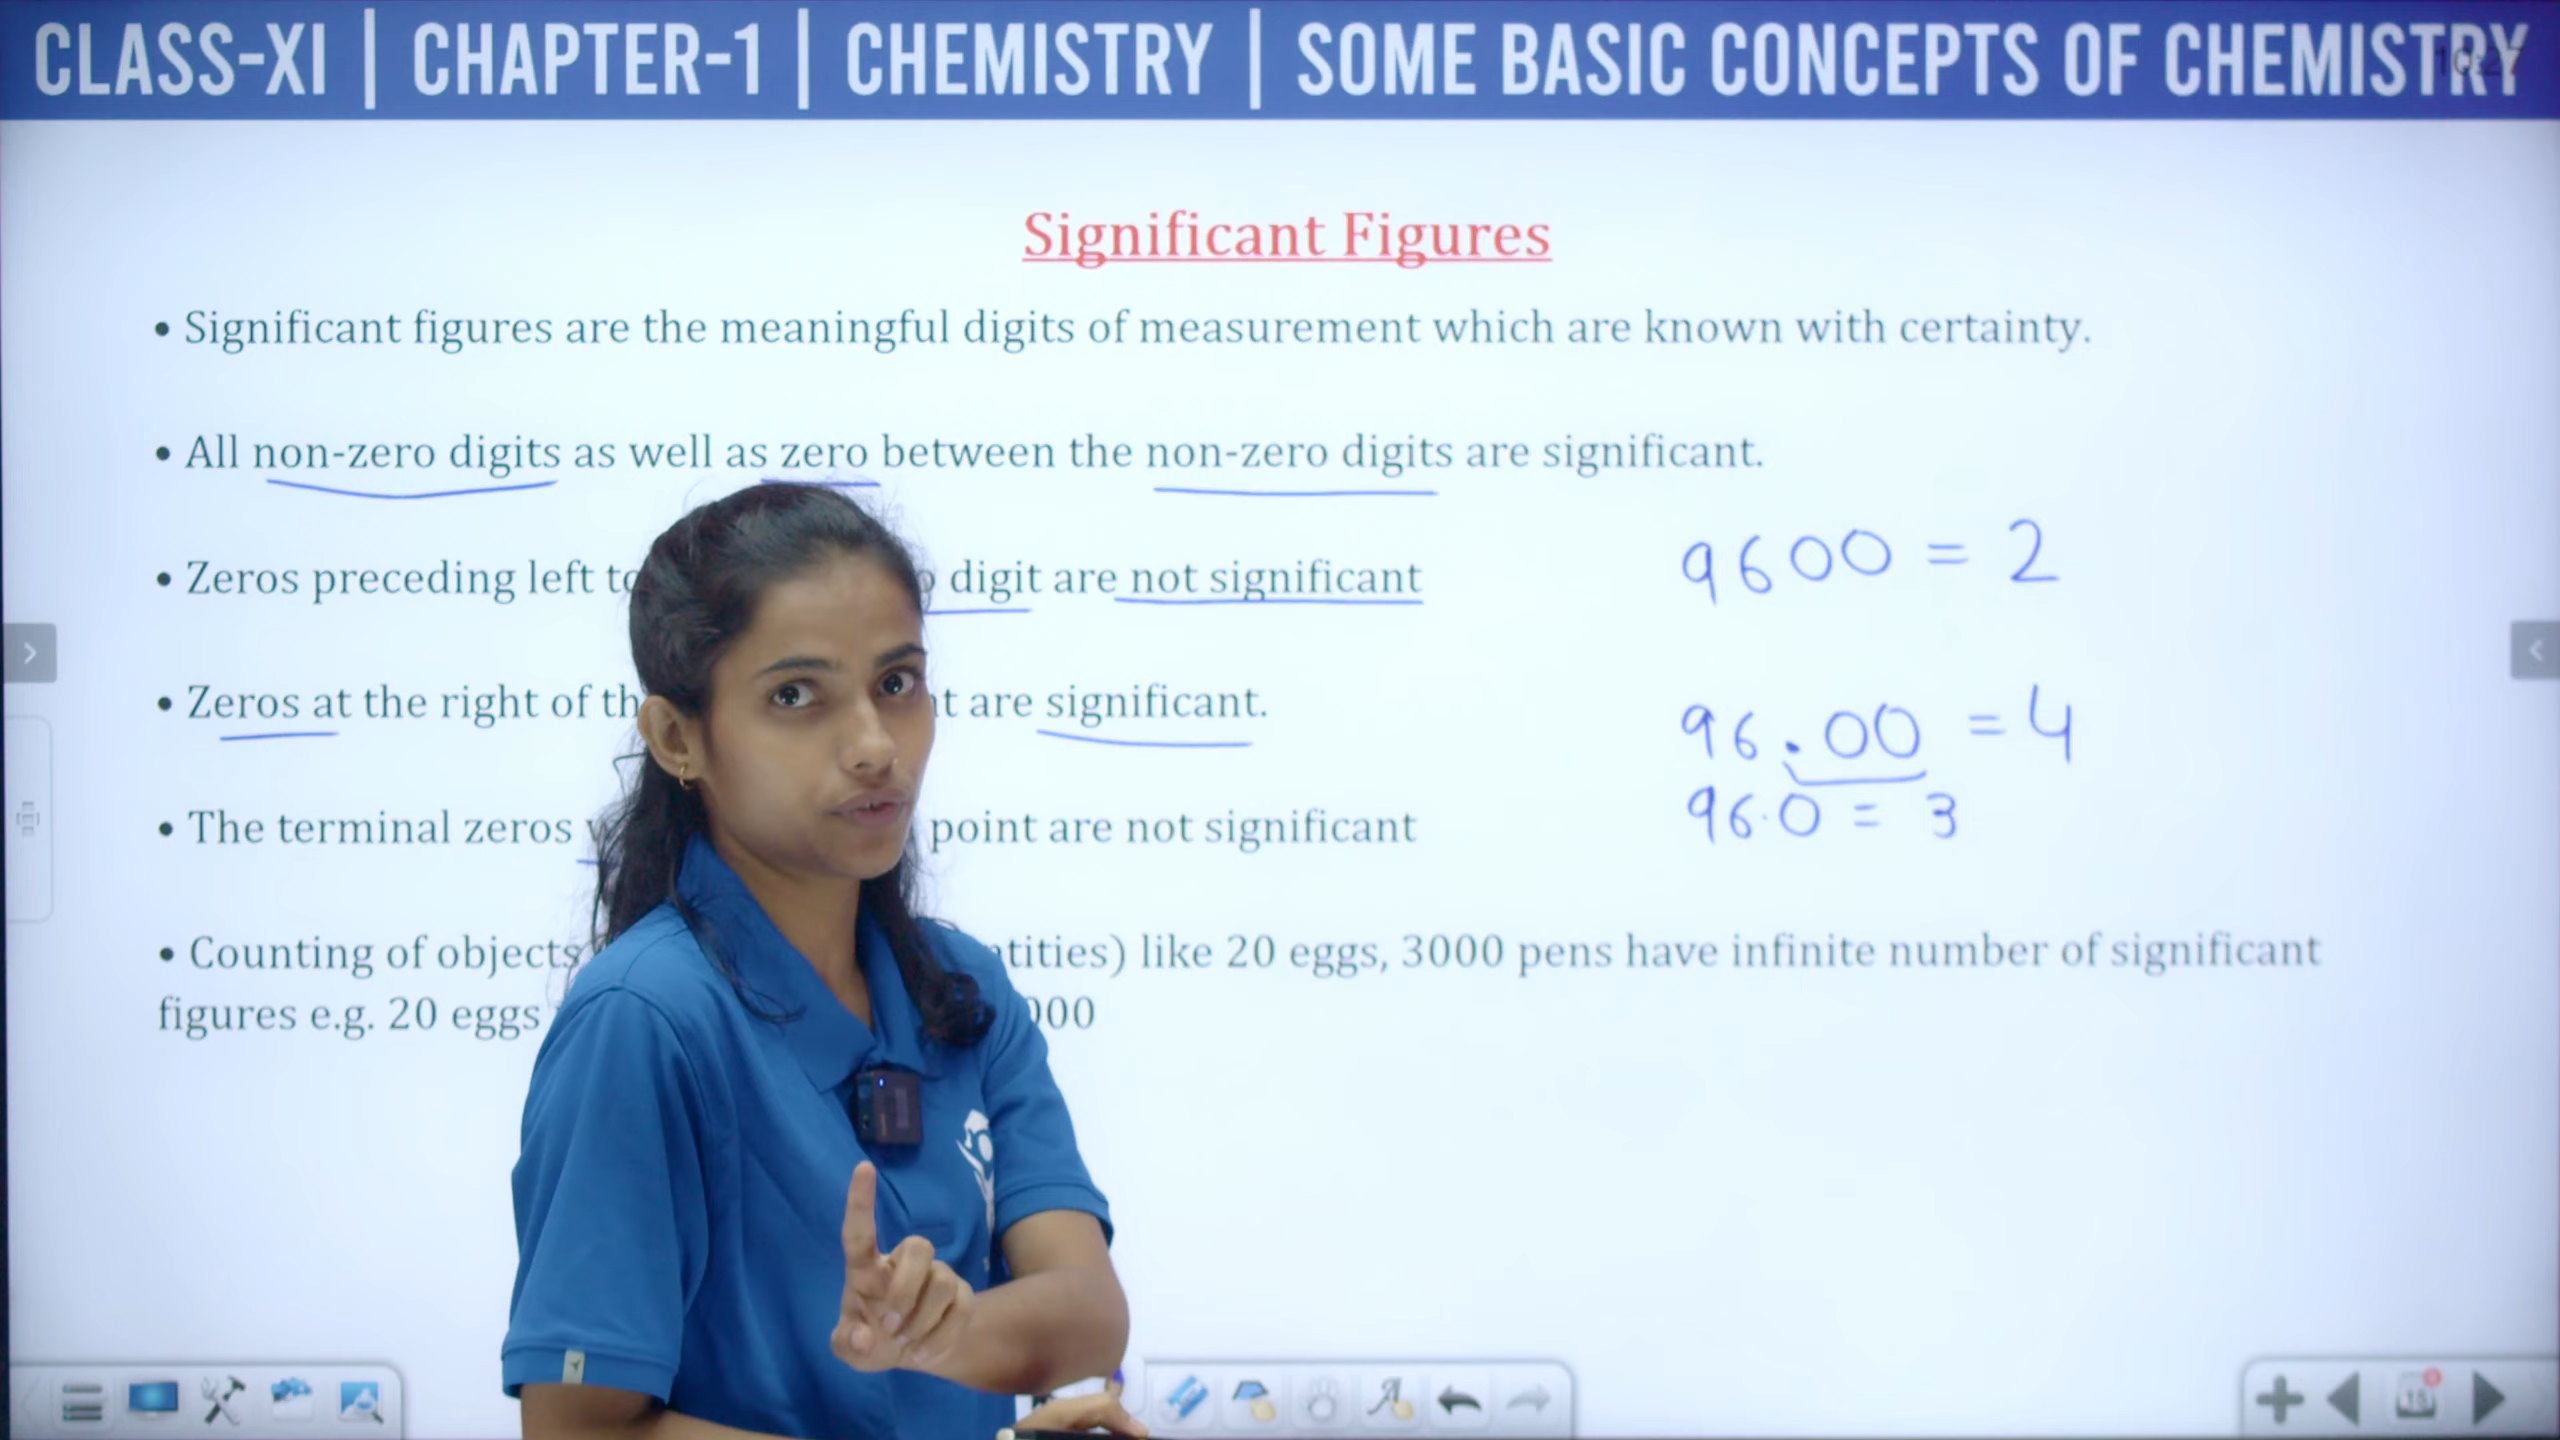 CLASS-XI | CHAPTER-1 | CHEMISTRY | SOME BASIC CONCEPTS OF CHEMISTRY
10:27
Significant Figures
• Significant figures are the meaningful digits of measurement which are known with certainty.
• All non-zero digits as well as zero between the non-zero digits are significant.
• Zeros preceding left digit are not significant
9600 = 2
• Zeros at the right of are significant.
96.00 = 4
96.0 = 3
• The terminal zeros point are not significant
• Counting of objects like 20 eggs, 3000 pens have infinite number of significant
figures e.g. 20 eggs